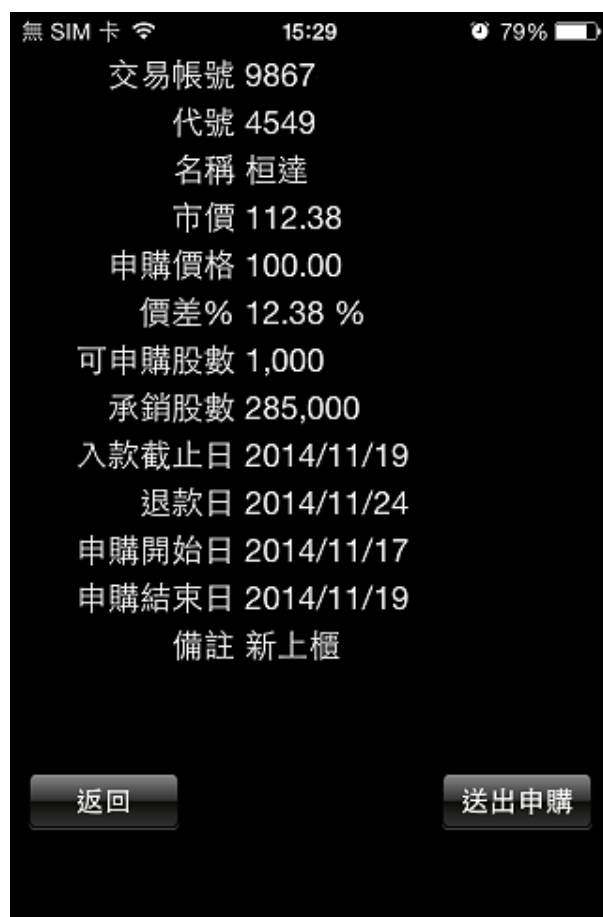 無 SIM 卡 15:29 79%
交易帳號 9867
代號 4549
名稱 桓達
市價 112.38
申購價格 100.00
價差% 12.38 %
可申購股數 1,000
承銷股數 285,000
入款截止日 2014/11/19
退款日 2014/11/24
申購開始日 2014/11/17
申購結束日 2014/11/19
備註 新上櫃
返回 送出申購